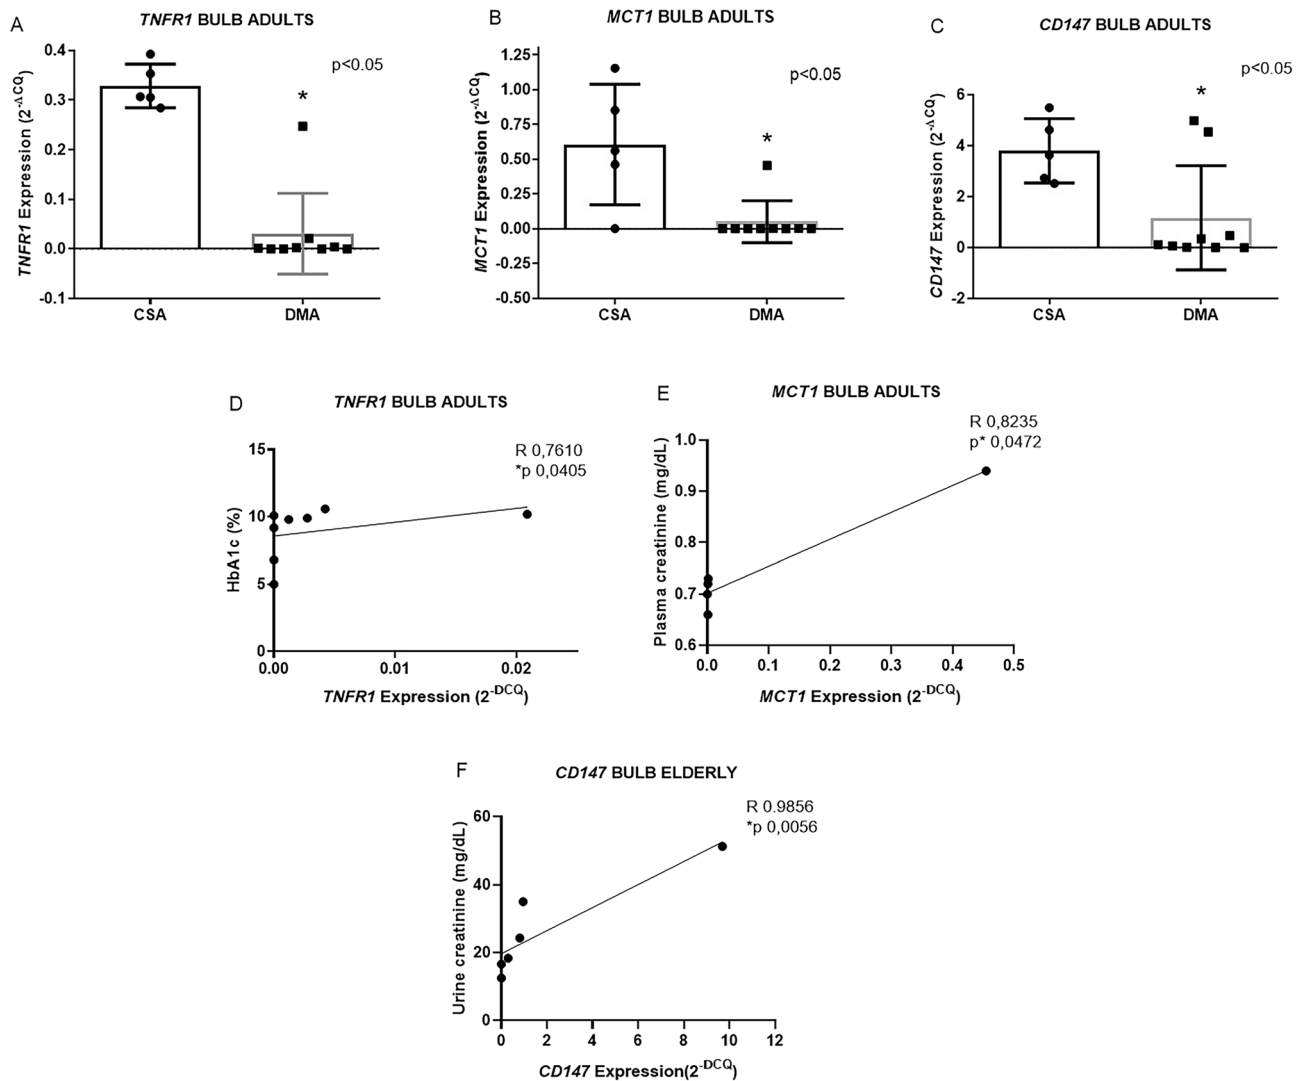 A
TNFR1 BULB ADULTS
TNFR1 Expression (2-ΔCQ)
0.4
0.3
0.2
0.1
0.0
-0.1
p<0.05
*
CSA
DMA
B
MCT1 BULB ADULTS
MCT1 Expression (2-ΔCQ)
1.25
1.00
0.75
0.50
0.25
0.00
-0.25
-0.50
p<0.05
*
CSA
DMA
C
CD147 BULB ADULTS
CD147 Expression (2-ΔCQ)
6
4
2
0
-2
p<0.05
*
CSA
DMA
D
TNFR1 BULB ADULTS
R 0,7610
*p 0,0405
HbA1c (%)
15
10
5
0
0.00
0.01
0.02
TNFR1 Expression (2-DCQ)
E
MCT1 BULB ADULTS
R 0,8235
p* 0,0472
Plasma creatinine (mg/dL)
1.0
0.9
0.8
0.7
0.6
0.0
0.1
0.2
0.3
0.4
0.5
MCT1 Expression (2-DCQ)
F
CD147 BULB ELDERLY
R 0.9856
*p 0,0056
Urine creatinine (mg/dL)
60
40
20
0
0
2
4
6
8
10
12
CD147 Expression(2-DCQ)